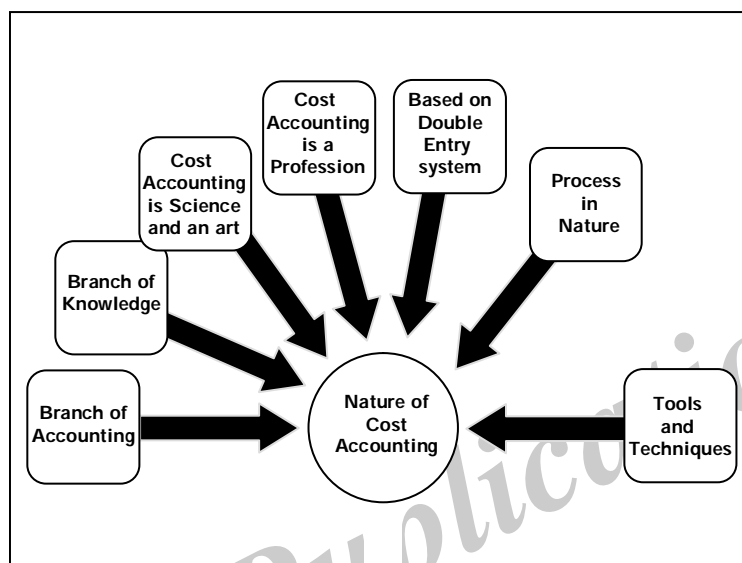 Cost
Accounting
is a
Profession
Based on
Double
Entry
system
Cost
Accounting
is Science
and an art
Process
in
Nature
Branch of
Knowledge
Branch of
Accounting
Nature of
Cost
Accounting
Tools
and
Techniques